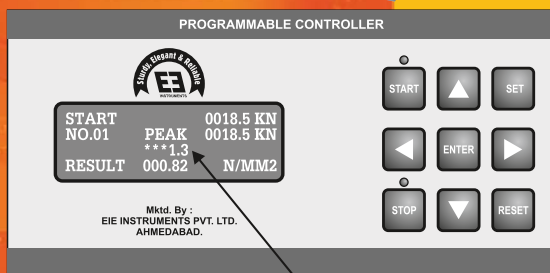 PROGRAMMABLE CONTROLLER
Sturdy, Elegant & Reliable
EE
INSTRUMENTS
START 0018.5 KN
NO.01 PEAK 0018.5 KN
***1.3
RESULT 000.82 N/MM2
Mktd. By :
EIE INSTRUMENTS PVT. LTD.
AHMEDABAD.
START
SET
ENTER
STOP
RESET